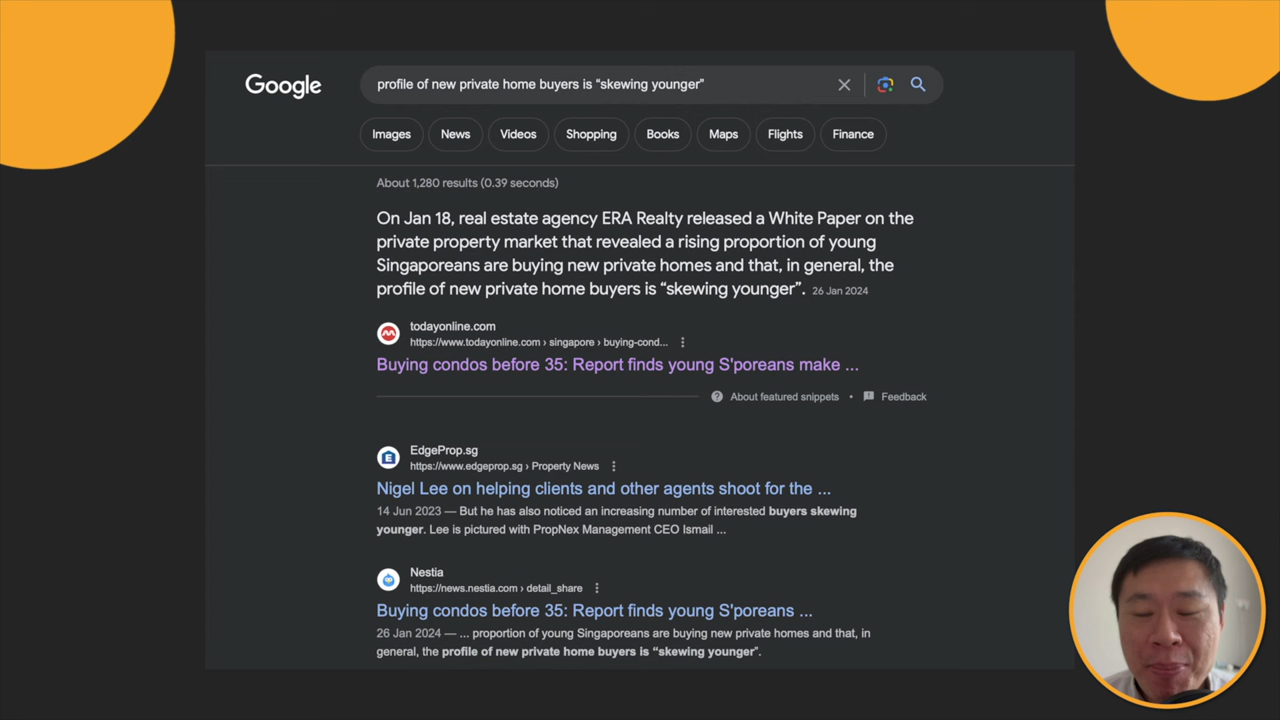 Google
profile of new private home buyers is “skewing younger”
Images
News
Videos
Shopping
Books
Maps
Flights
Finance
About 1,280 results (0.39 seconds)
On Jan 18, real estate agency ERA Realty released a White Paper on the
private property market that revealed a rising proportion of young
Singaporeans are buying new private homes and that, in general, the
profile of new private home buyers is “skewing younger”. 26 Jan 2024
todayonline.com
https://www.todayonline.com › singapore › buying-cond...
Buying condos before 35: Report finds young S'poreans make ...
About featured snippets • Feedback
EdgeProp.sg
https://www.edgeprop.sg › Property News
Nigel Lee on helping clients and other agents shoot for the ...
14 Jun 2023 — But he has also noticed an increasing number of interested buyers skewing
younger. Lee is pictured with PropNex Management CEO Ismail ...
Nestia
https://news.nestia.com › detail_share
Buying condos before 35: Report finds young S'poreans ...
26 Jan 2024 — ... proportion of young Singaporeans are buying new private homes and that, in
general, the profile of new private home buyers is “skewing younger”.